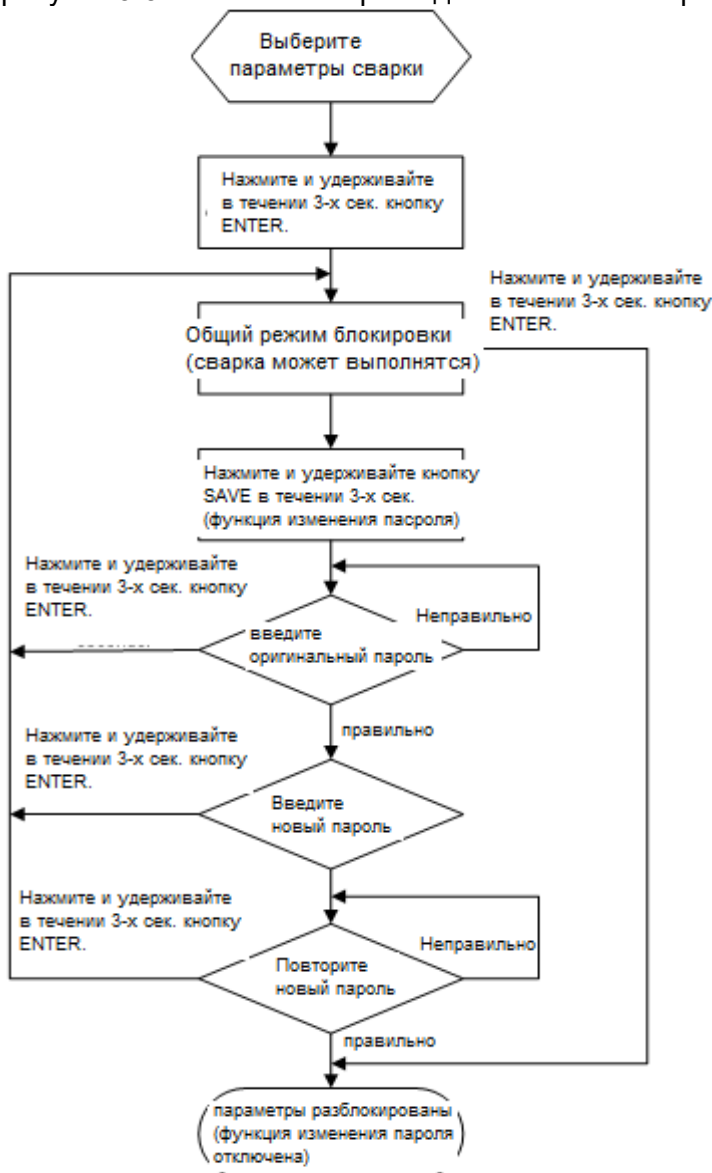 Выберите
параметры сварки
Нажмите и удерживайте
в течении 3-х сек. кнопку
ENTER.
Нажмите и удерживайте
в течении 3-х сек. кнопку
ENTER.
Общий режим блокировки
(сварка может выполнятся)
Нажмите и удерживайте кнопку
SAVE в течении 3-х сек.
(функция изменения пасроля)
Нажмите и удерживайте
в течении 3-х сек. кнопку
ENTER.
Неправильно
введите
оригинальный пароль
правильно
Нажмите и удерживайте
в течении 3-х сек. кнопку
ENTER.
Введите
новый пароль
Нажмите и удерживайте
в течении 3-х сек. кнопку
ENTER.
Неправильно
Повторите
новый пароль
правильно
параметры разблокированы
(функция изменения пароля
отключена)